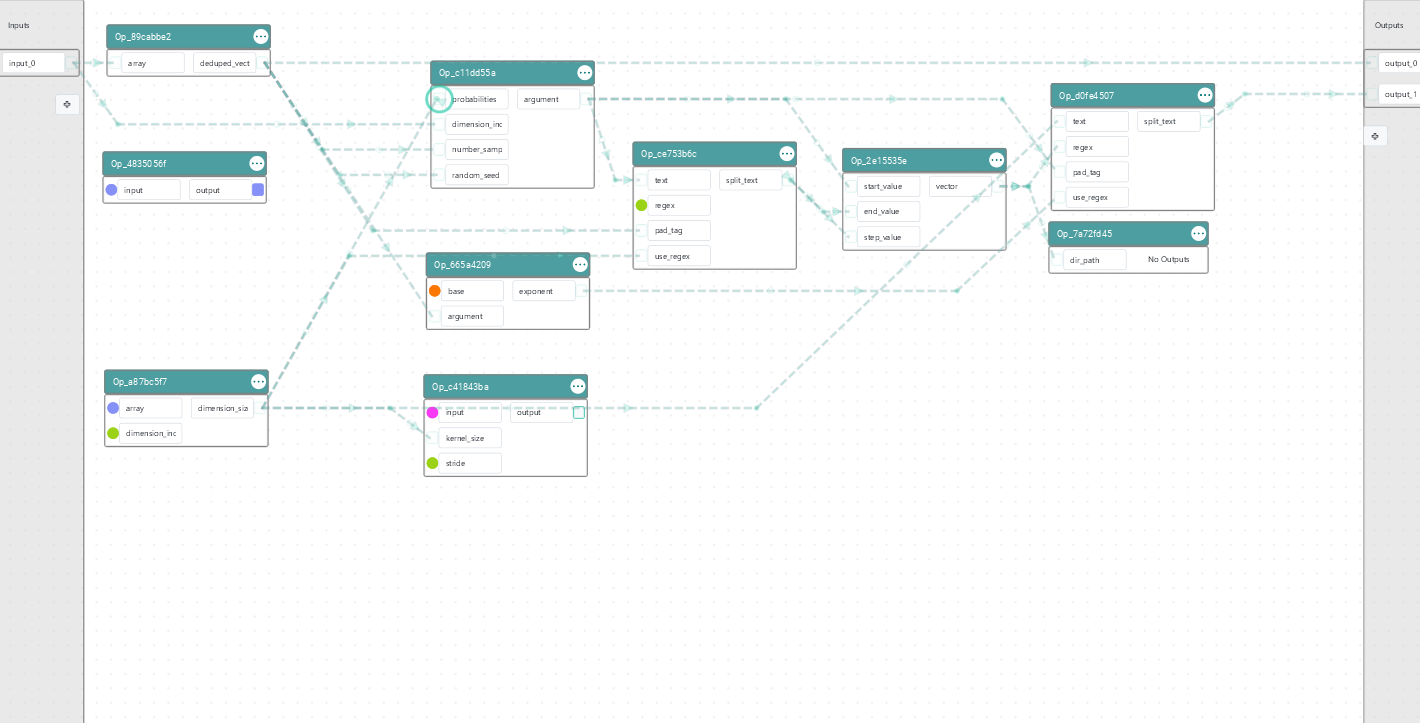 Inputs
input_0
Op_89cabbe2
array
deduped_vect
Op_4835056f
input
output
Op_a87bc5f7
array
dimension_siz
dimension_inc
Op_c11dd55a
probabilities
argument
dimension_inc
number_samp
random_seed
Op_665a4209
base
exponent
argument
Op_c41843ba
input
output
kernel_size
stride
Op_ce753b6c
text
split_text
regex
pad_tag
use_regex
Op_2e15535e
start_value
vector
end_value
step_value
Op_d0fe4507
text
split_text
regex
pad_tag
use_regex
Op_7a72fd45
dir_path
No Outputs
Outputs
output_0
output_1